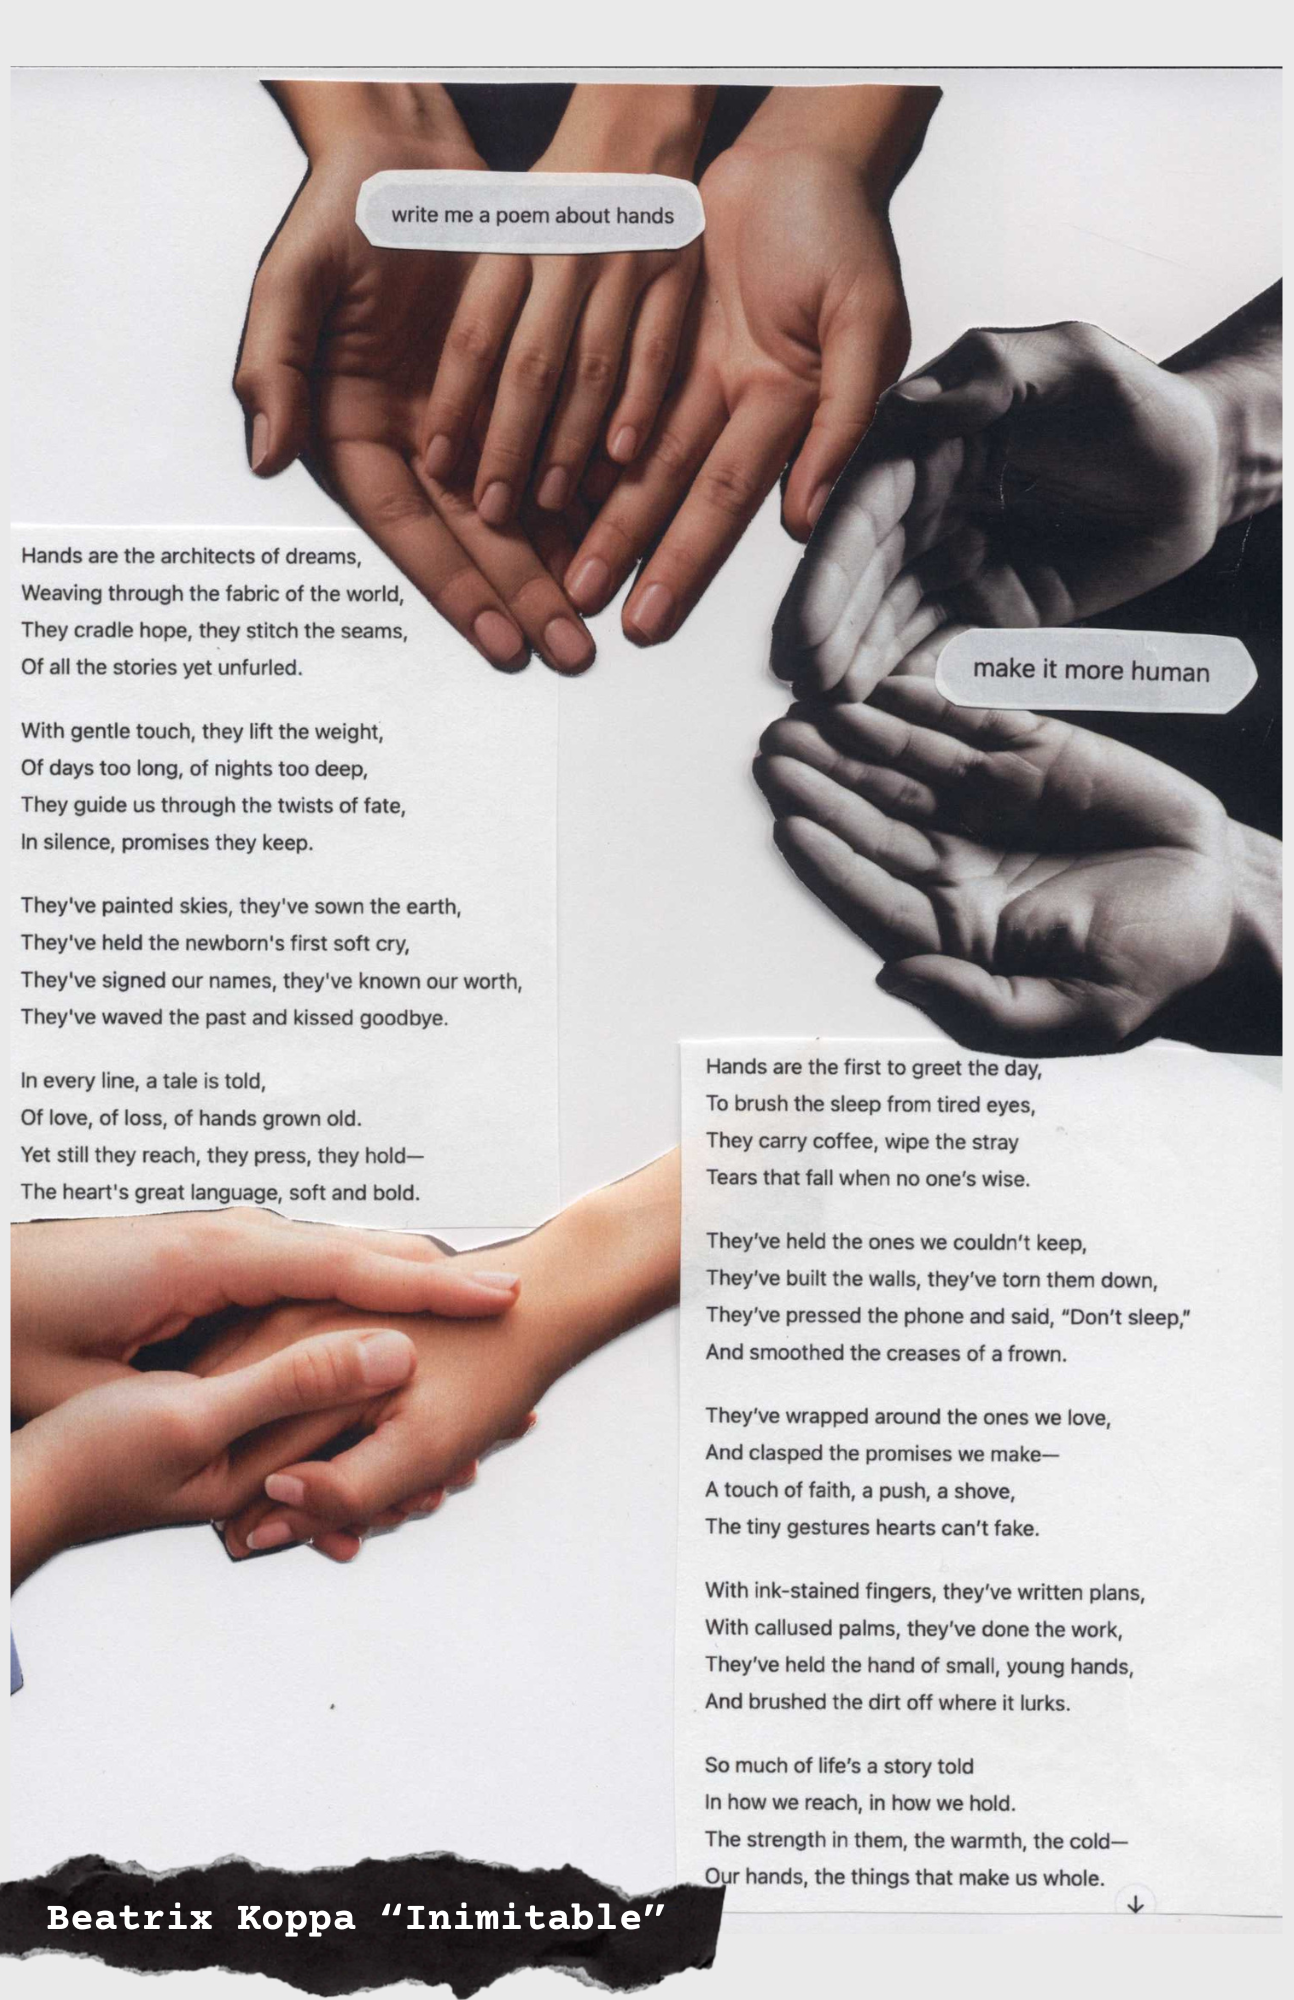 write me a poem about hands
Hands are the architects of dreams,
Weaving through the fabric of the world,
They cradle hope, they stitch the seams,
Of all the stories yet unfurled.
With gentle touch, they lift the weight,
Of days too long, of nights too deep,
They guide us through the twists of fate,
In silence, promises they keep.
They've painted skies, they've sown the earth,
They've held the newborn's first soft cry,
They've signed our names, they've known our worth,
They've waved the past and kissed goodbye.
In every line, a tale is told,
Of love, of loss, of hands grown old.
Yet still they reach, they press, they hold—
The heart's great language, soft and bold.
make it more human
Hands are the first to greet the day,
To brush the sleep from tired eyes,
They carry coffee, wipe the stray
Tears that fall when no one’s wise.
They’ve held the ones we couldn’t keep,
They’ve built the walls, they’ve torn them down,
They’ve pressed the phone and said, “Don’t sleep,”
And smoothed the creases of a frown.
They’ve wrapped around the ones we love,
And clasped the promises we make—
A touch of faith, a push, a shove,
The tiny gestures hearts can’t fake.
With ink-stained fingers, they’ve written plans,
With callused palms, they’ve done the work,
They’ve held the hand of small, young hands,
And brushed the dirt off where it lurks.
So much of life’s a story told
In how we reach, in how we hold.
The strength in them, the warmth, the cold—
Our hands, the things that make us whole.
Beatrix Koppa “Inimitable”